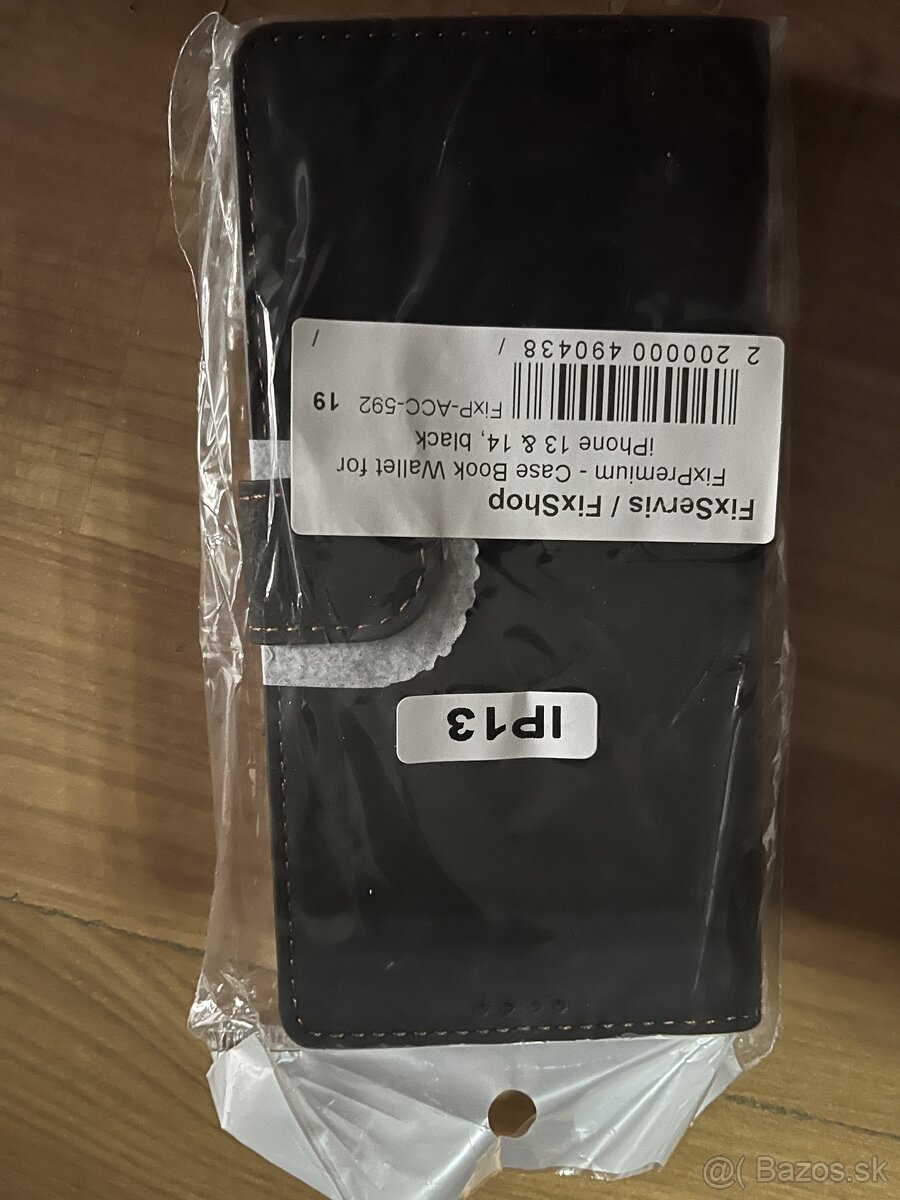 FixServis / FixShop
FixPremium - Case Book Wallet for
iPhone 13 & 14, black
FixP-ACC-592 19
2 200000 490438 / /
IP13
@( Bazos.sk